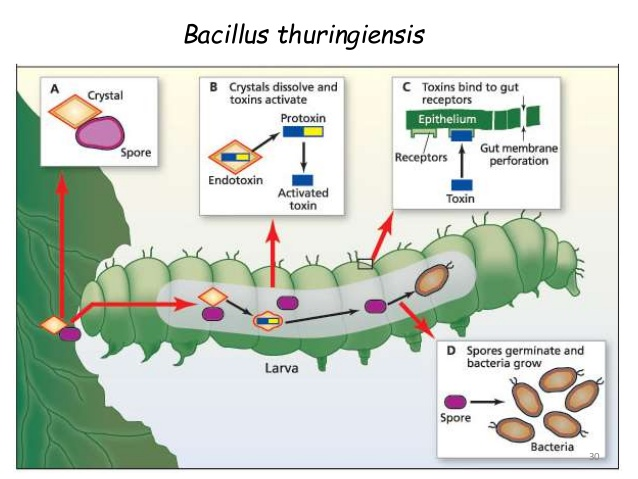 Bacillus thuringiensis
A
Crystal
Spore
B Crystals dissolve and
toxins activate
Protoxin
Endotoxin
Activated
toxin
C Toxins bind to gut
receptors
Epithelium
Receptors
Gut membrane
perforation
Toxin
Larva
D Spores germinate and
bacteria grow
Spore
Bacteria
30